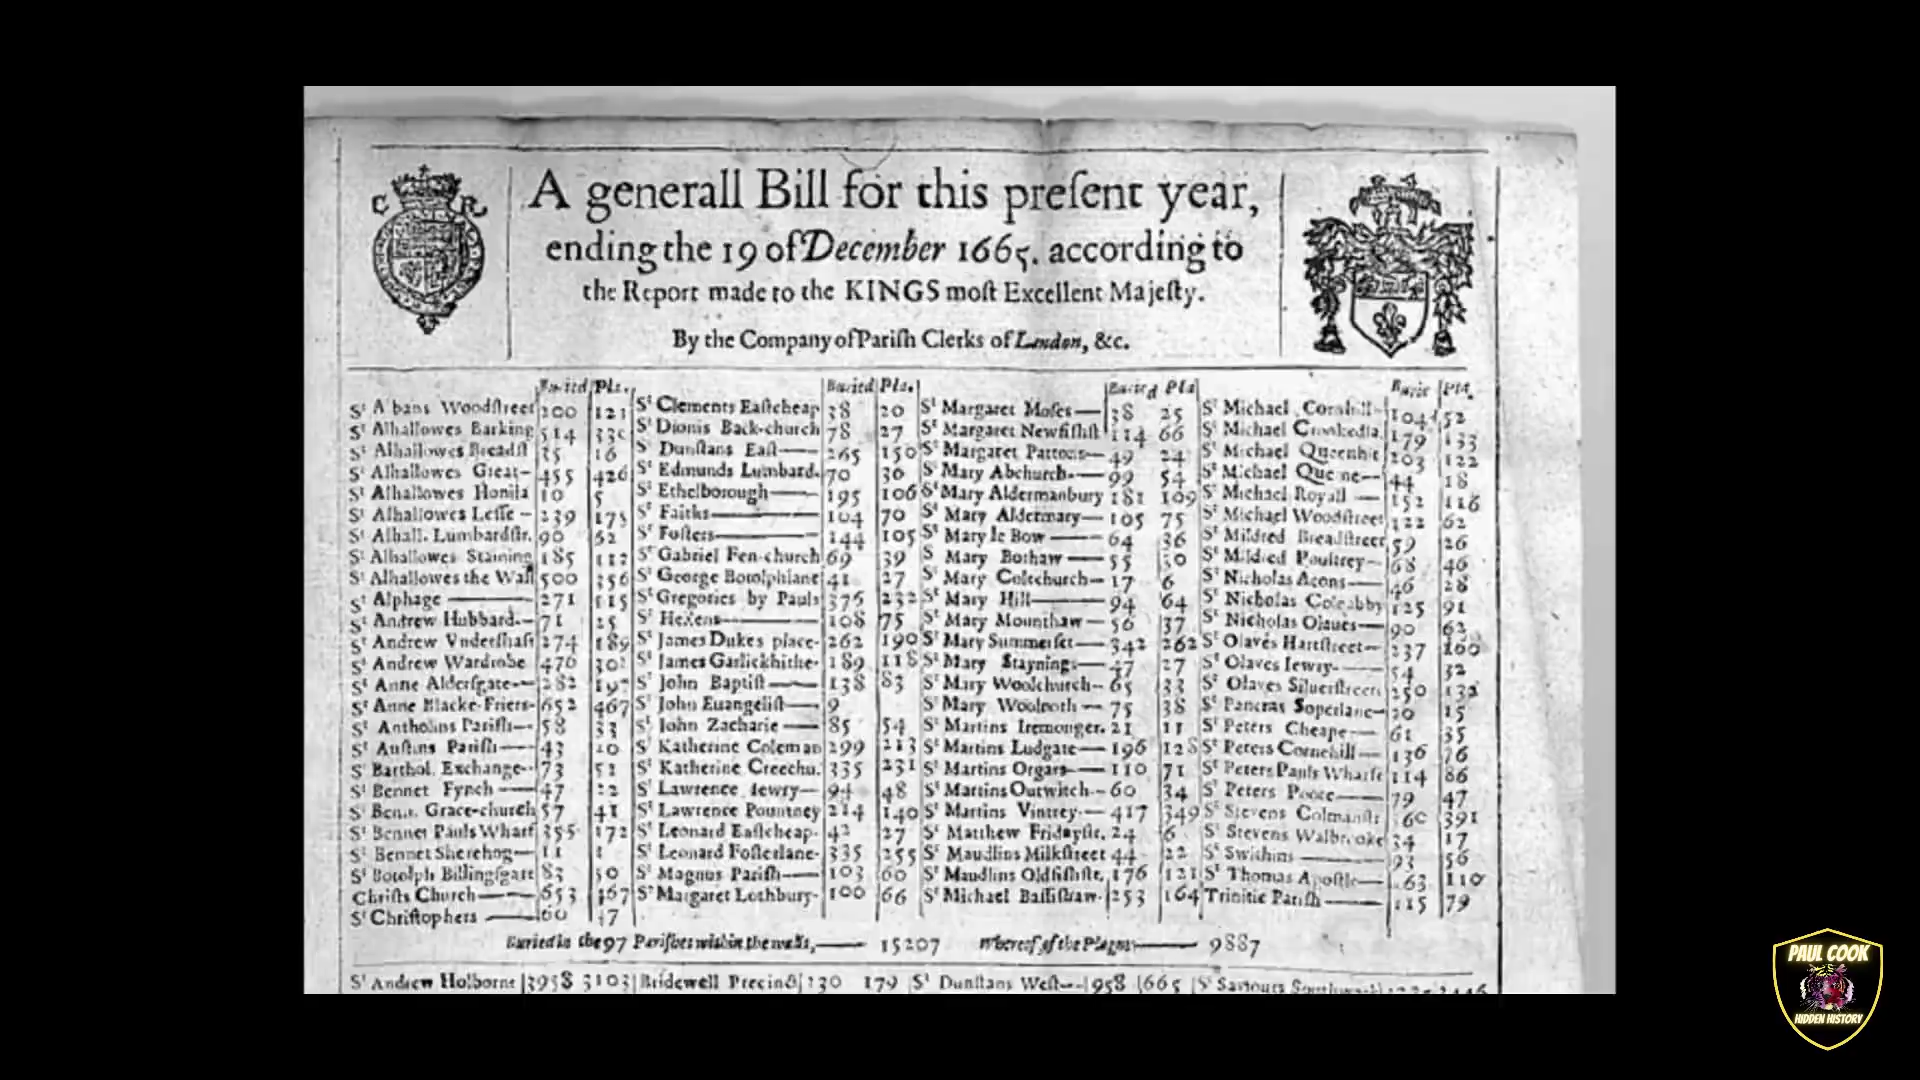 C R
A generall Bill for this preſent year,
ending the 19 of December 1665. according to
the Report made to the KINGS moſt Excellent Majeſty.
By the Company of Pariſh Clerks of London, &c.
Buried Pla.
St Albans Woodſtreet 200 121
St Alhallowes Barking 514 330
St Alhallowes Breadſt 35 16
St Alhallowes Great 455 426
St Alhallowes Honila 10 5
St Alhallowes Leſſe 239 175
St Alhall. Lumbardſtr. 90 62
St Alhallowes Staining 185 112
St Alhallowes the Wall 500 356
St Alphage 271 115
St Andrew Hubbard. 71 25
St Andrew Vnderſhaft 274 189
St Andrew Wardrobe 476
St Anne Alderſgate 282
St Anne Blacke-Friers 652 467
St Antholins Pariſh 58 33
St Auſtins Pariſh 43 20
St Barthol. Exchange 73 51
St Bennet Fynch 47 22
St Benn. Grace-church 57 41
St Bennet Pauls Wharf 355 172
St Bennet Sherehog 11 1
St Botolph Billingſgate 83 50
Chriſts Church 653 467
St Chriſtophers 60 47
Buried Pla.
St Clements Eaſtcheap 38 20
St Dionis Back-church 78 27
St Dunſtans Eaſt 265 150
St Edmunds Lumbard. 70 36
St Ethelborough 195 106
St Faiths 104 70
St Foſters 144 105
St Gabriel Fen-church 69 39
St George Botolphlane 41 27
St Gregories by Pauls 376 232
St Hellens 108 75
St James Dukes place 262 190
St James Garlickhithe 189 118
St John Baptiſt 138 83
St John Euangeliſt 9
St John Zacharie 85 54
St Katherine Coleman 299 213
St Katherine Creechu. 335 231
St Lawrence Iewry 94 48
St Lawrence Pountney 214 140
St Leonard Eaſtcheap 42 27
St Leonard Foſterlane 335 255
St Magnus Pariſh 103 60
St Margaret Lothbury 100 66
Buried Pla
St Margaret Moſes 38 25
St Margaret Newfiſhſt 114 66
St Margaret Pattons 49 24
St Mary Abchurch 99 54
St Mary Aldermanbury 181 109
St Mary Aldermary 105 75
St Mary le Bow 64 36
St Mary Bothaw 55 30
St Mary Colechurch 17 6
St Mary Hill 94 64
St Mary Mounthaw 56 37
St Mary Summerſet 342 262
St Mary Staynings 47 27
St Mary Woolchurch 65 33
St Mary Woolnoth 75 38
St Martins Iremonger. 21 11
St Martins Ludgate 196 128
St Martins Orgars 110 71
St Martins Outwitch 60 34
St Martins Vintrey 417 349
St Matthew Fridayſtr. 24 6
St Maudlins Milkſtreet 44 22
St Maudlins Oldfiſhſtr. 176 121
St Michael Baſſiſhaw 253 164
Buried Pla.
St Michael Cornhill 104 52
St Michael Crookedla. 179 133
St Michael Queenhit 203 122
St Michael Querne 44 18
St Michael Royall 152 116
St Michael Woodſtreet 122 62
St Mildred Breadſtreet 59 26
St Mildred Poultrey 68 46
St Nicholas Acons 46 28
St Nicholas Coleabby 125 91
St Nicholas Olaues 90 62
St Olaves Hartſtreet 237 160
St Olaves Iewry 54 32
St Olaves Siluerſtreet 250 132
St Pancras Soperlane 30 15
St Peters Cheape 61 35
St Peters Cornehill 136 76
St Peters Pauls Wharfe 114 86
St Peters Poore 79 47
St Stevens Colmanſtr 560 391
St Stevens Walbrooke 34 17
St Swithins 93 56
St Thomas Apoſtle 163 110
Trinitie Pariſh 115 79
Buried in the 97 Pariſhes within the walls, 15207 Whereof, of the Plague 9887
St Andrew Holborne 3958 3103 Bridewell Precinct 230 179 St Dunſtans Weſt 958 665 St Saviours Southwark
PAUL COOK
HIDDEN HISTORY